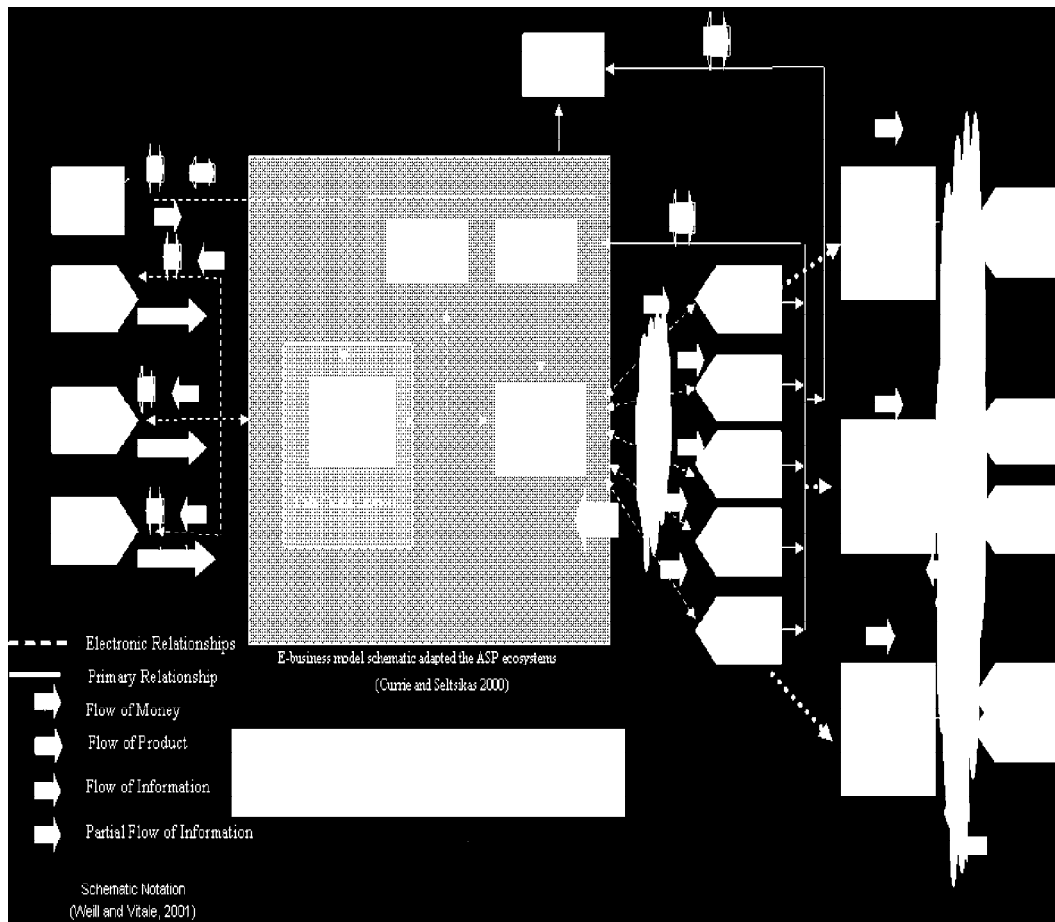 Electronic Relationships
Primary Relationship
Flow of Money
Flow of Product
Flow of Information
Partial Flow of Information
Schematic Notation
(Weill and Vitale, 2001)
E-business model schematic adapted the ASP ecosystems
(Currie and Seltsikas 2000)